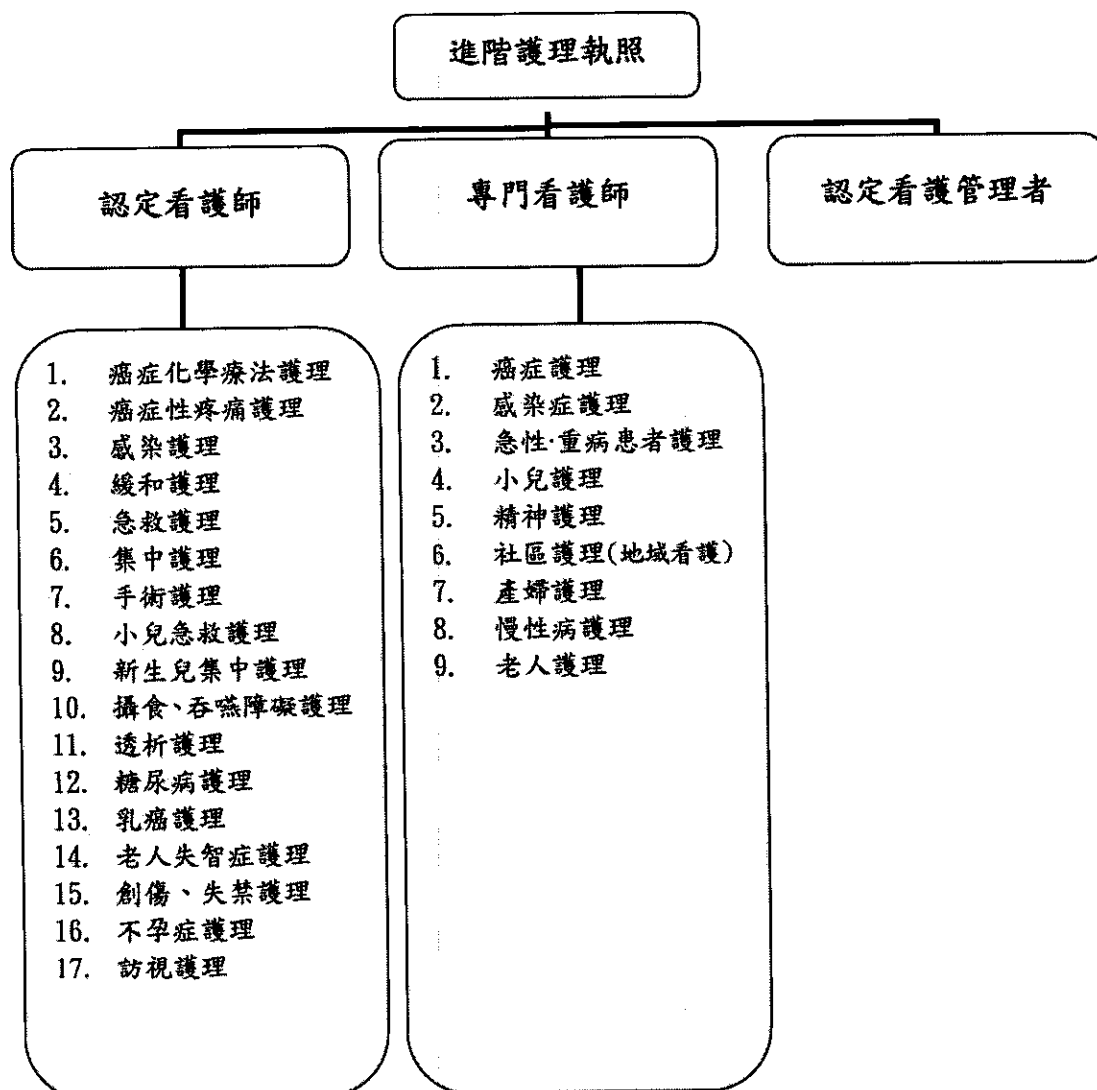 進階護理執照
認定看護師
專門看護師
認定看護管理者
1. 癌症化學療法護理
2. 癌症性疼痛護理
3. 感染護理
4. 緩和護理
5. 急救護理
6. 集中護理
7. 手術護理
8. 小兒急救護理
9. 新生兒集中護理
10. 攝食、吞嚥障礙護理
11. 透析護理
12. 糖尿病護理
13. 乳癌護理
14. 老人失智症護理
15. 創傷、失禁護理
16. 不孕症護理
17. 訪視護理
1. 癌症護理
2. 感染症護理
3. 急性·重病患者護理
4. 小兒護理
5. 精神護理
6. 社區護理(地域看護)
7. 產婦護理
8. 慢性病護理
9. 老人護理